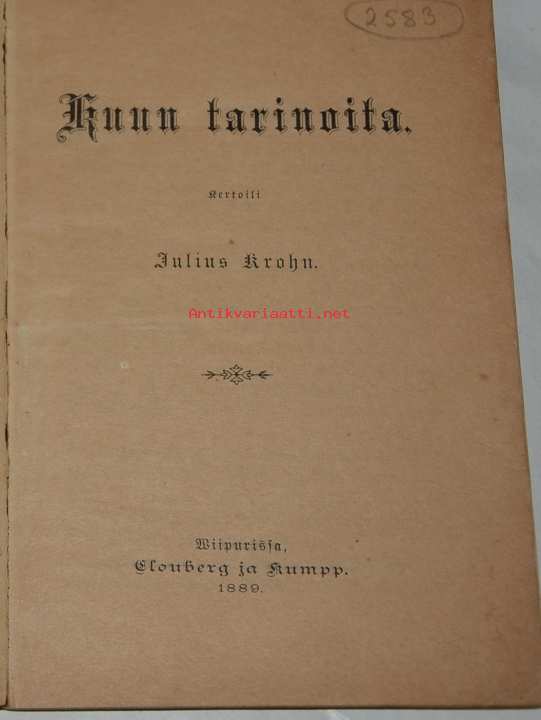 2583
Kuun tarinoita.
Kertoili
Julius Krohn.
Antikvariaatti.net
Wiipurissa,
Clouberg ja Kumpp.
1889.